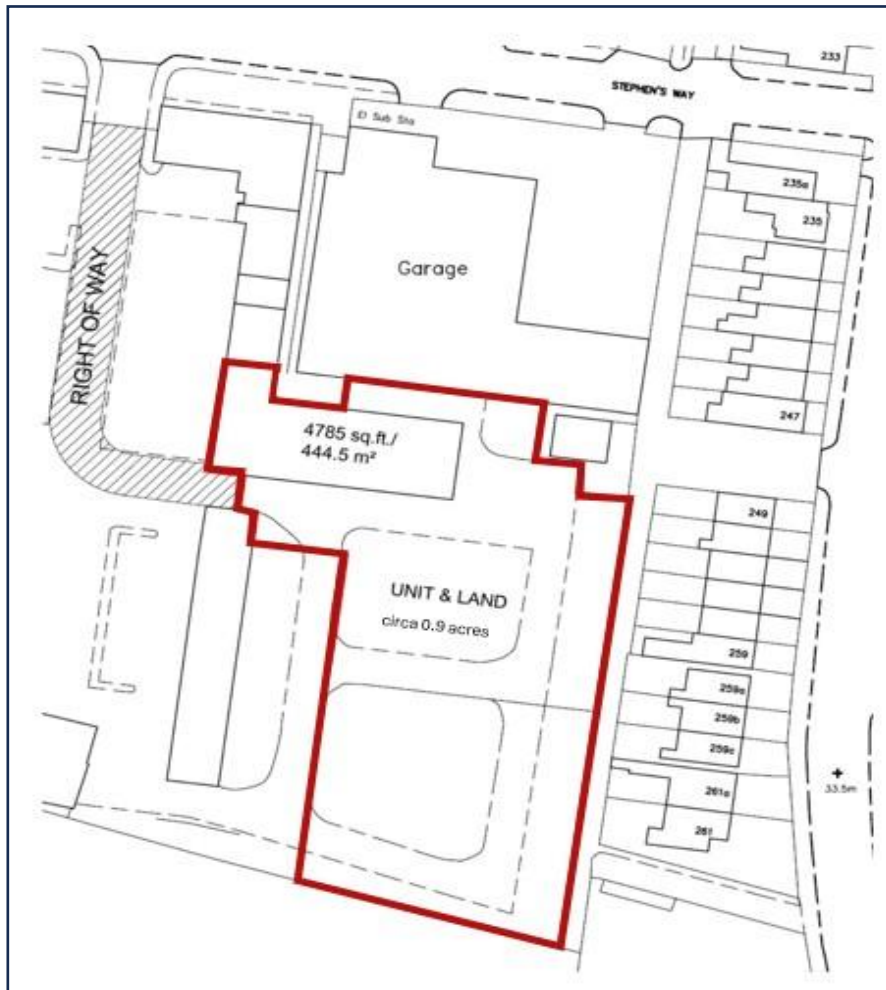 233
STEPHEN'S WAY
El Sub Sta
235a
235
Garage
RIGHT OF WAY
247
4785 sq.ft./
444.5 m²
249
UNIT & LAND
circa 0.9 acres
259
259a
259b
259c
+
33.5m
261a
261